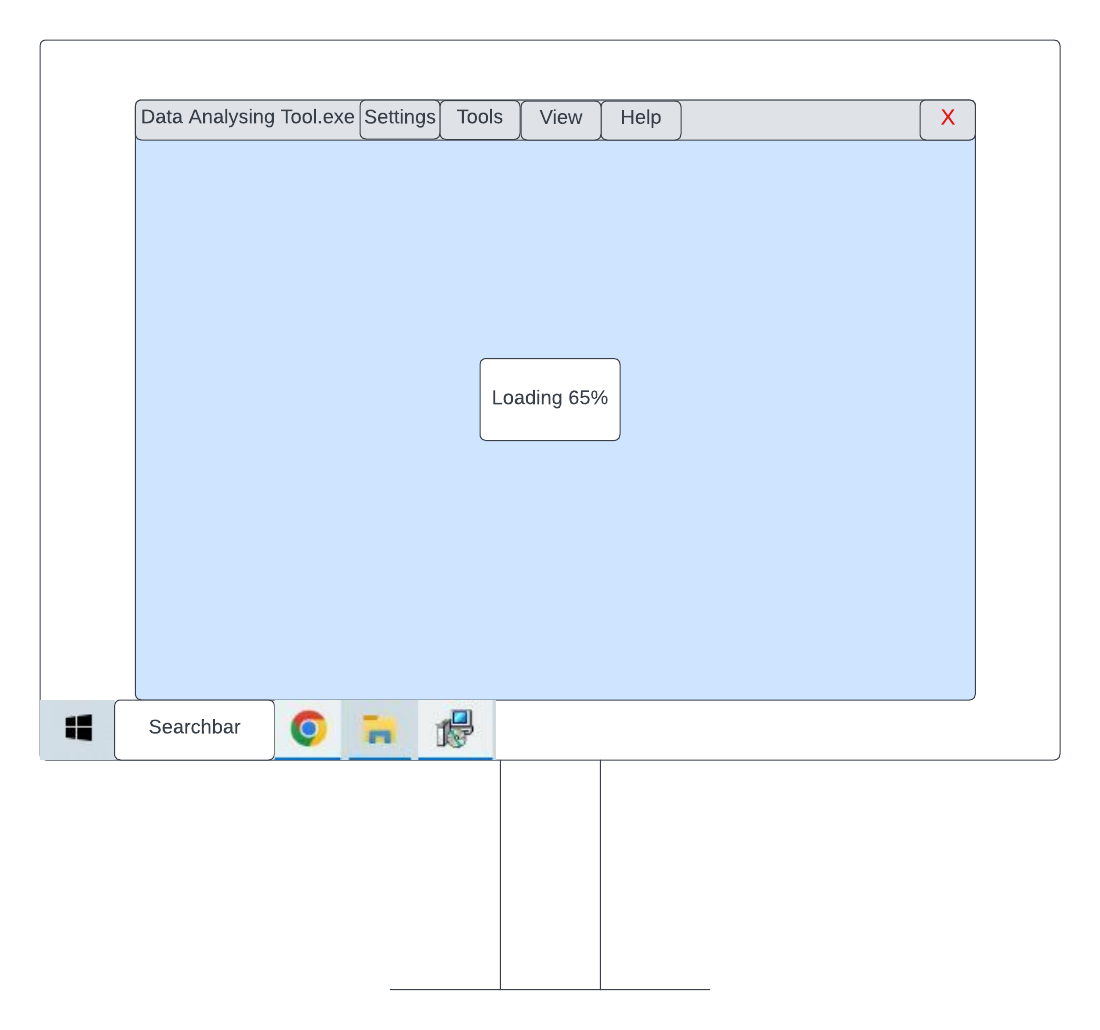 Data Analysing Tool.exe Settings Tools View Help X
Loading 65%
Searchbar